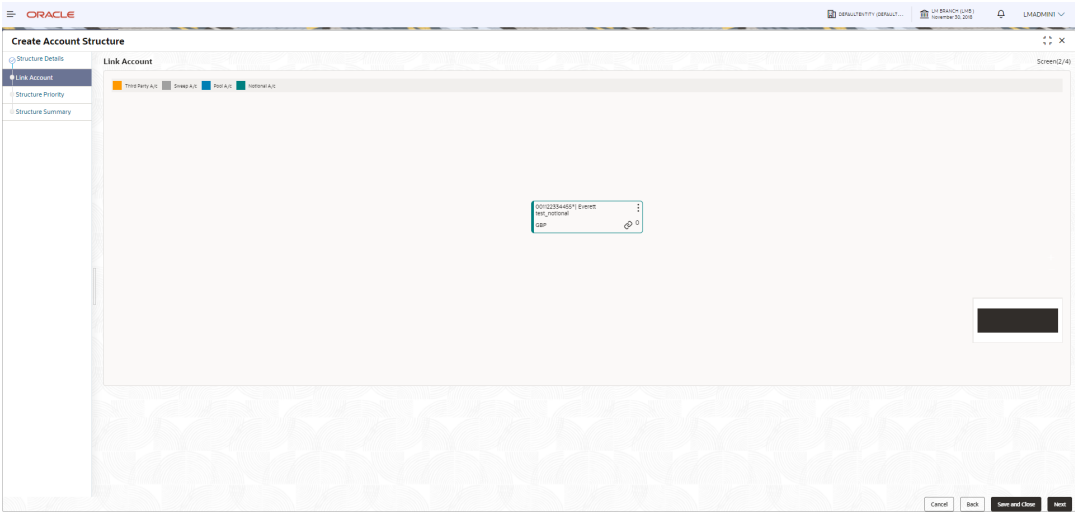 ORACLE
DEFAULTENTITY (DEFAULT...
LM BRANCH (LMB)
November 30, 2018
LMADMIN1
Create Account Structure
Structure Details
Link Account
Structure Priority
Structure Summary
Link Account
Screen(2/4)
Third Party A/c
Sweep A/c
Pool A/c
Notional A/c
001122334455*| Everett
test_notional
GBP
0
Cancel
Back
Save and Close
Next